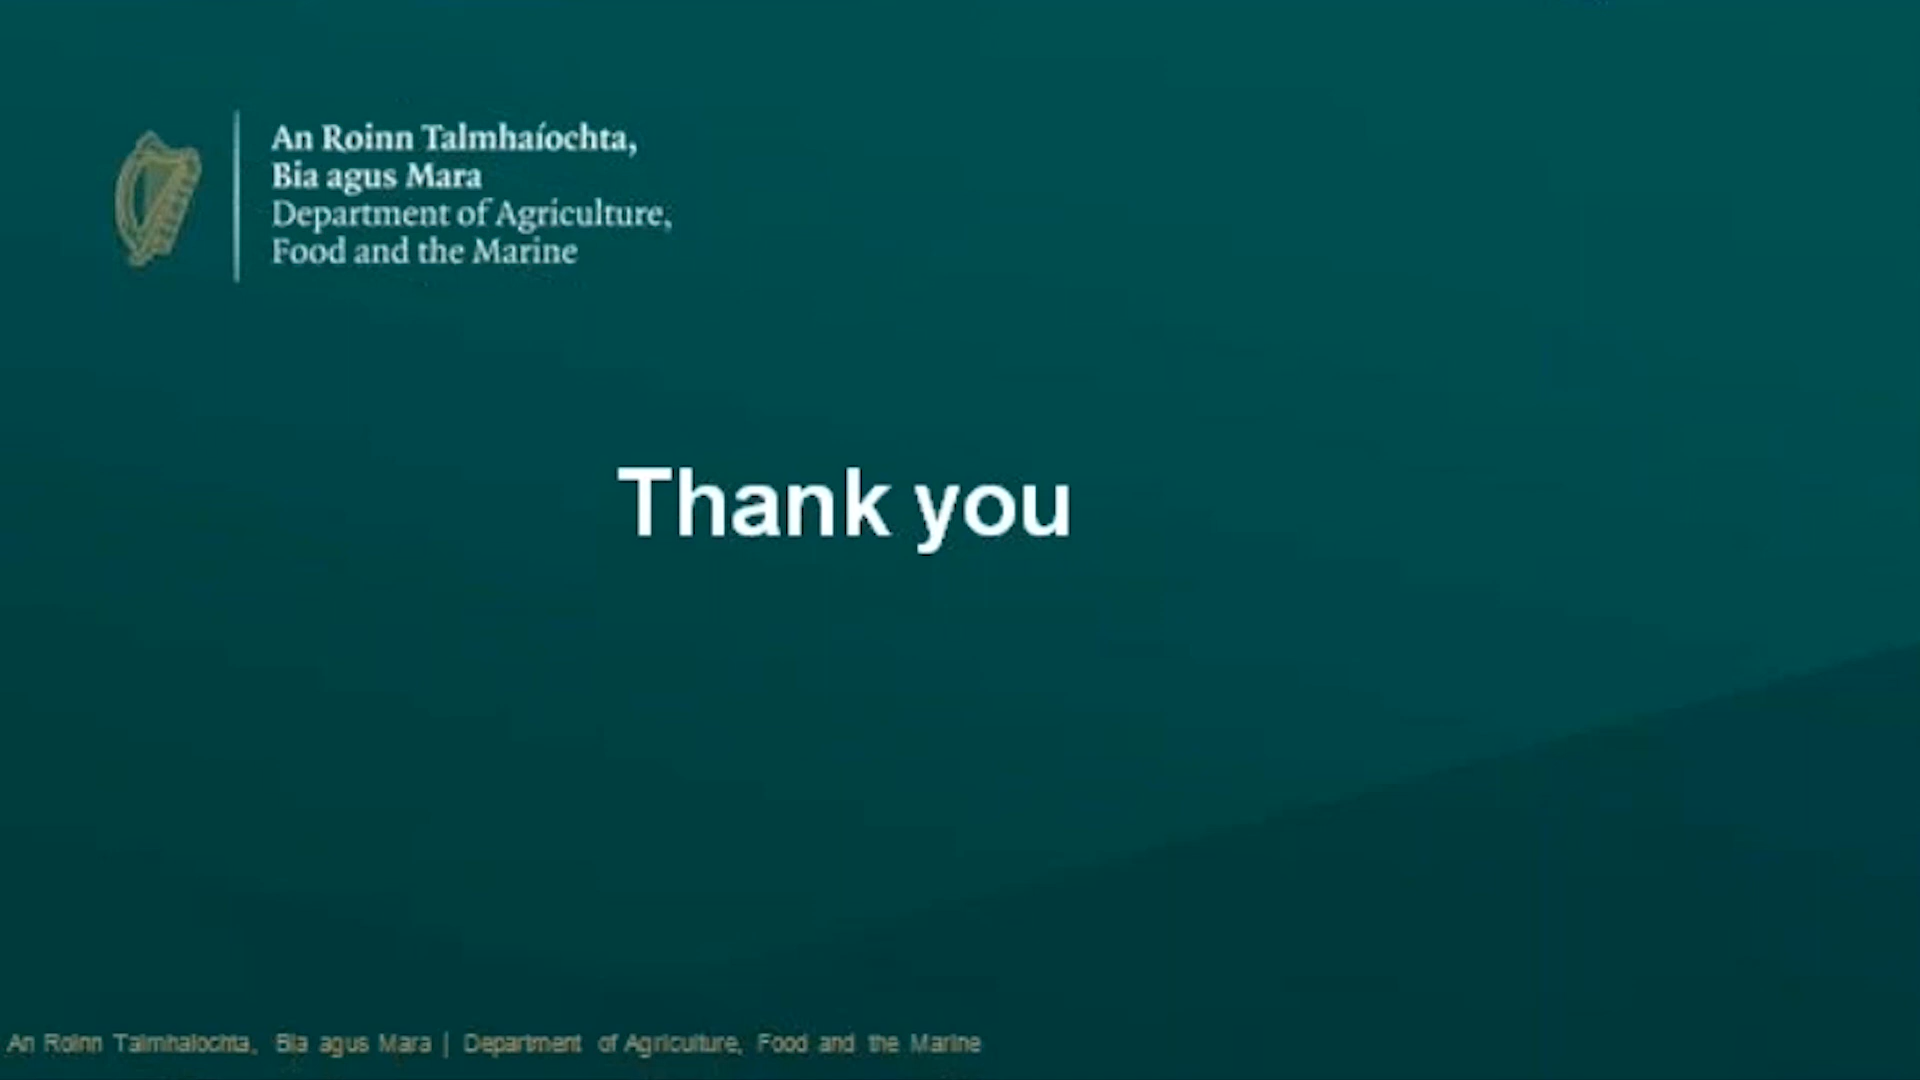 An Roinn Talmhaíochta,
Bia agus Mara
Department of Agriculture,
Food and the Marine
Thank you
An Roinn Talmhaíochta, Bia agus Mara | Department of Agriculture, Food and the Marine